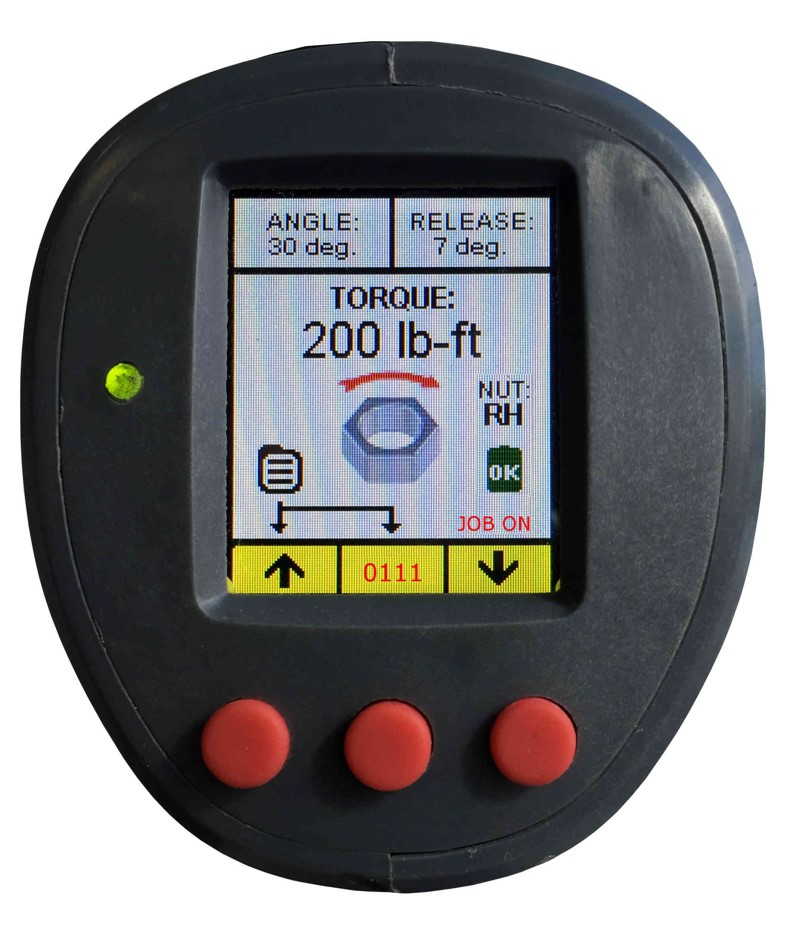 ANGLE:
30 deg.
RELEASE:
7 deg.
TORQUE:
200 lb-ft
NUT:
RH
OK
JOB ON
0111